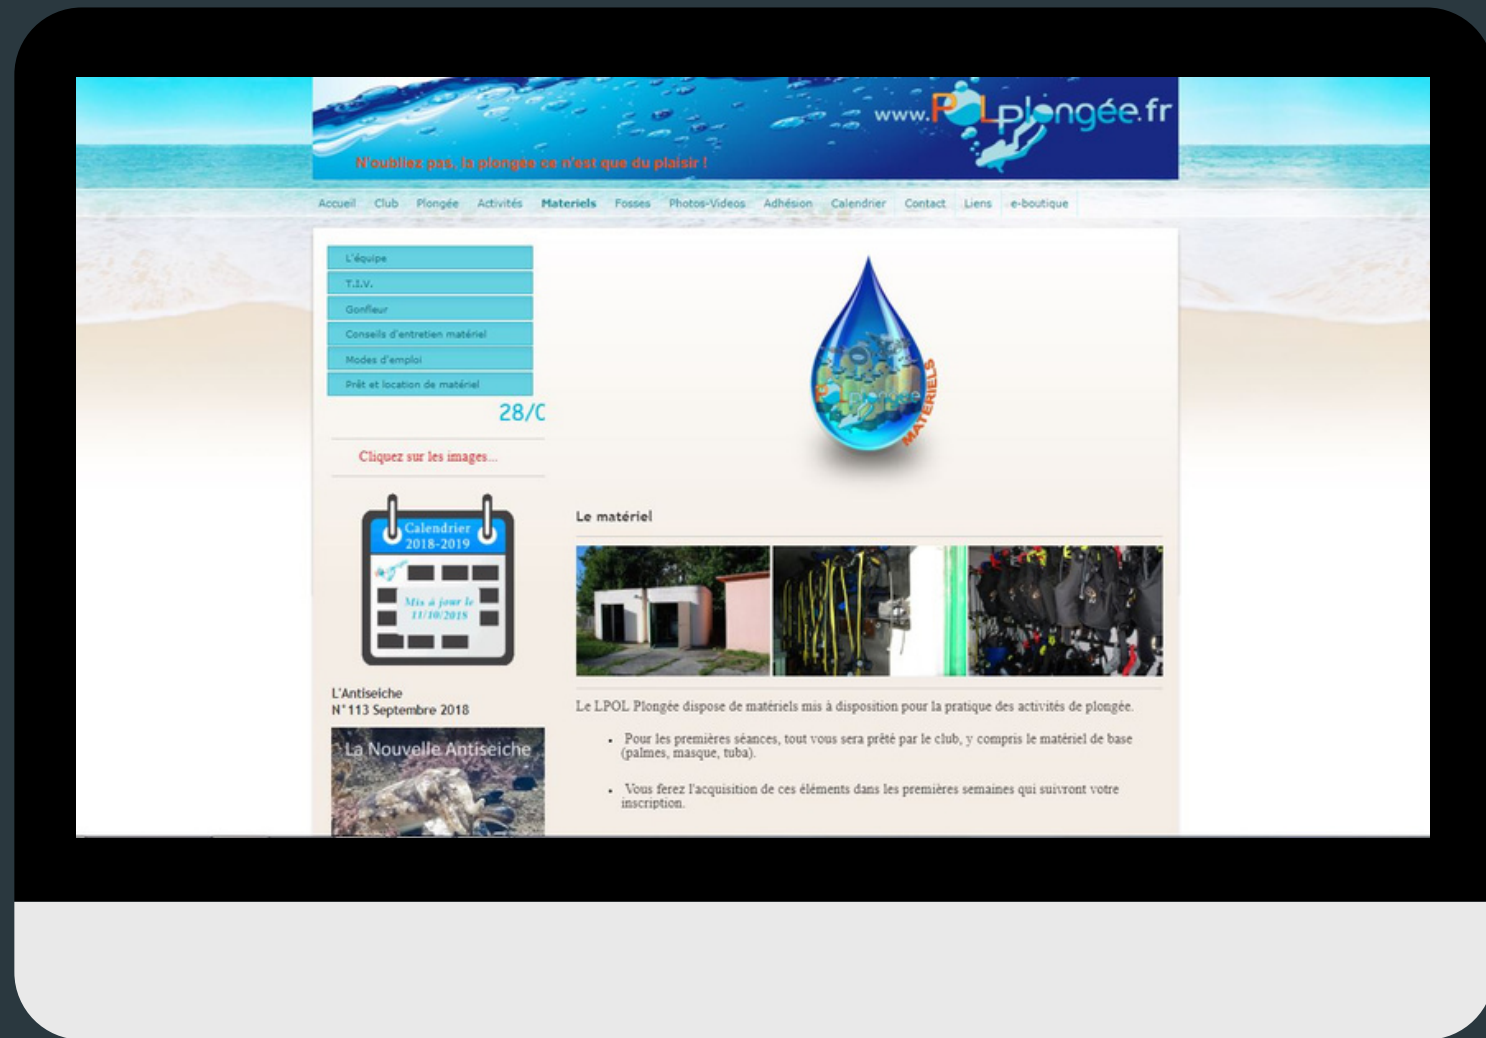 www.POLplongée.fr
N'oubliez pas, la plongée ce n'est que du plaisir !
Accueil Club Plongée Activités Materiels Fosses Photos-Videos Adhésion Calendrier Contact Liens e-boutique
L'équipe
T.I.V.
Gonfleur
Conseils d'entretien matériel
Modes d'emploi
Prêt et location de matériel
28/0
Cliquez sur les images...
Calendrier
2018-2019
Mis à jour le
11/10/2018
L'Antiseiche
N°113 Septembre 2018
La Nouvelle Antiseiche
POLplongée
MATERIELS
Le matériel
Le LPOL Plongée dispose de matériels mis à disposition pour la pratique des activités de plongée.
• Pour les premières séances, tout vous sera prêté par le club, y compris le matériel de base
(palmes, masque, tuba).
• Vous ferez l'acquisition de ces éléments dans les premières semaines qui suivront votre
inscription.